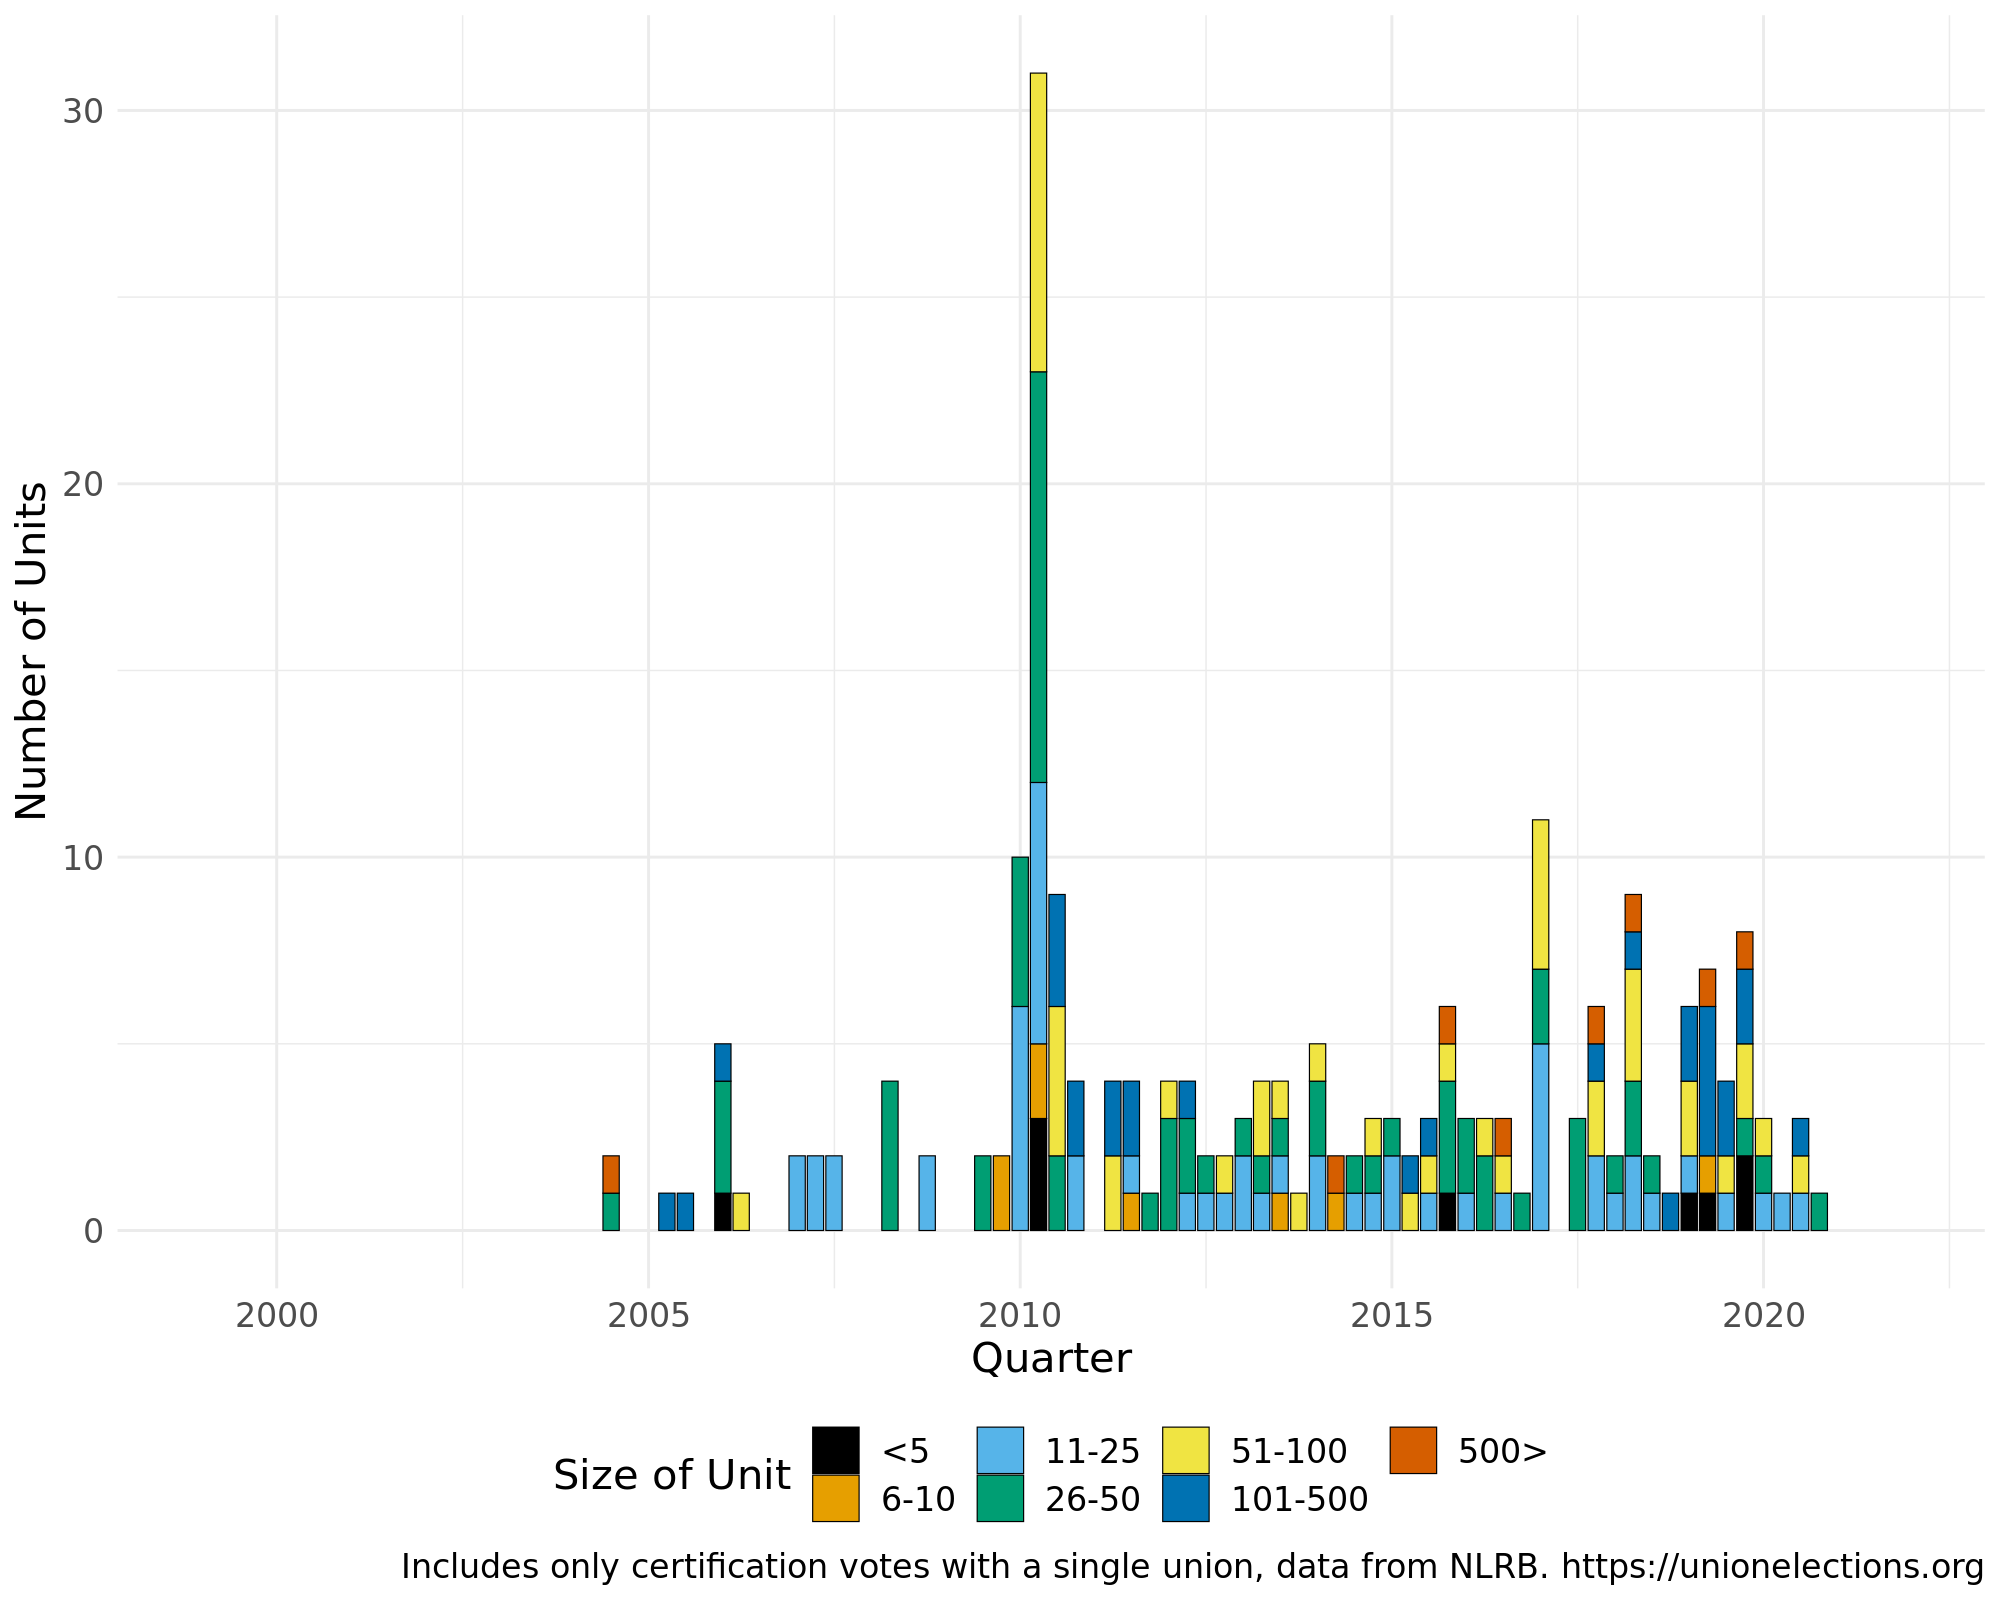 30
20
10
0
Number of Units
2000 2005 2010 2015 2020
Quarter
Size of Unit
<5 11-25 51-100 500>
6-10 26-50 101-500
Includes only certification votes with a single union, data from NLRB. https://unionelections.org